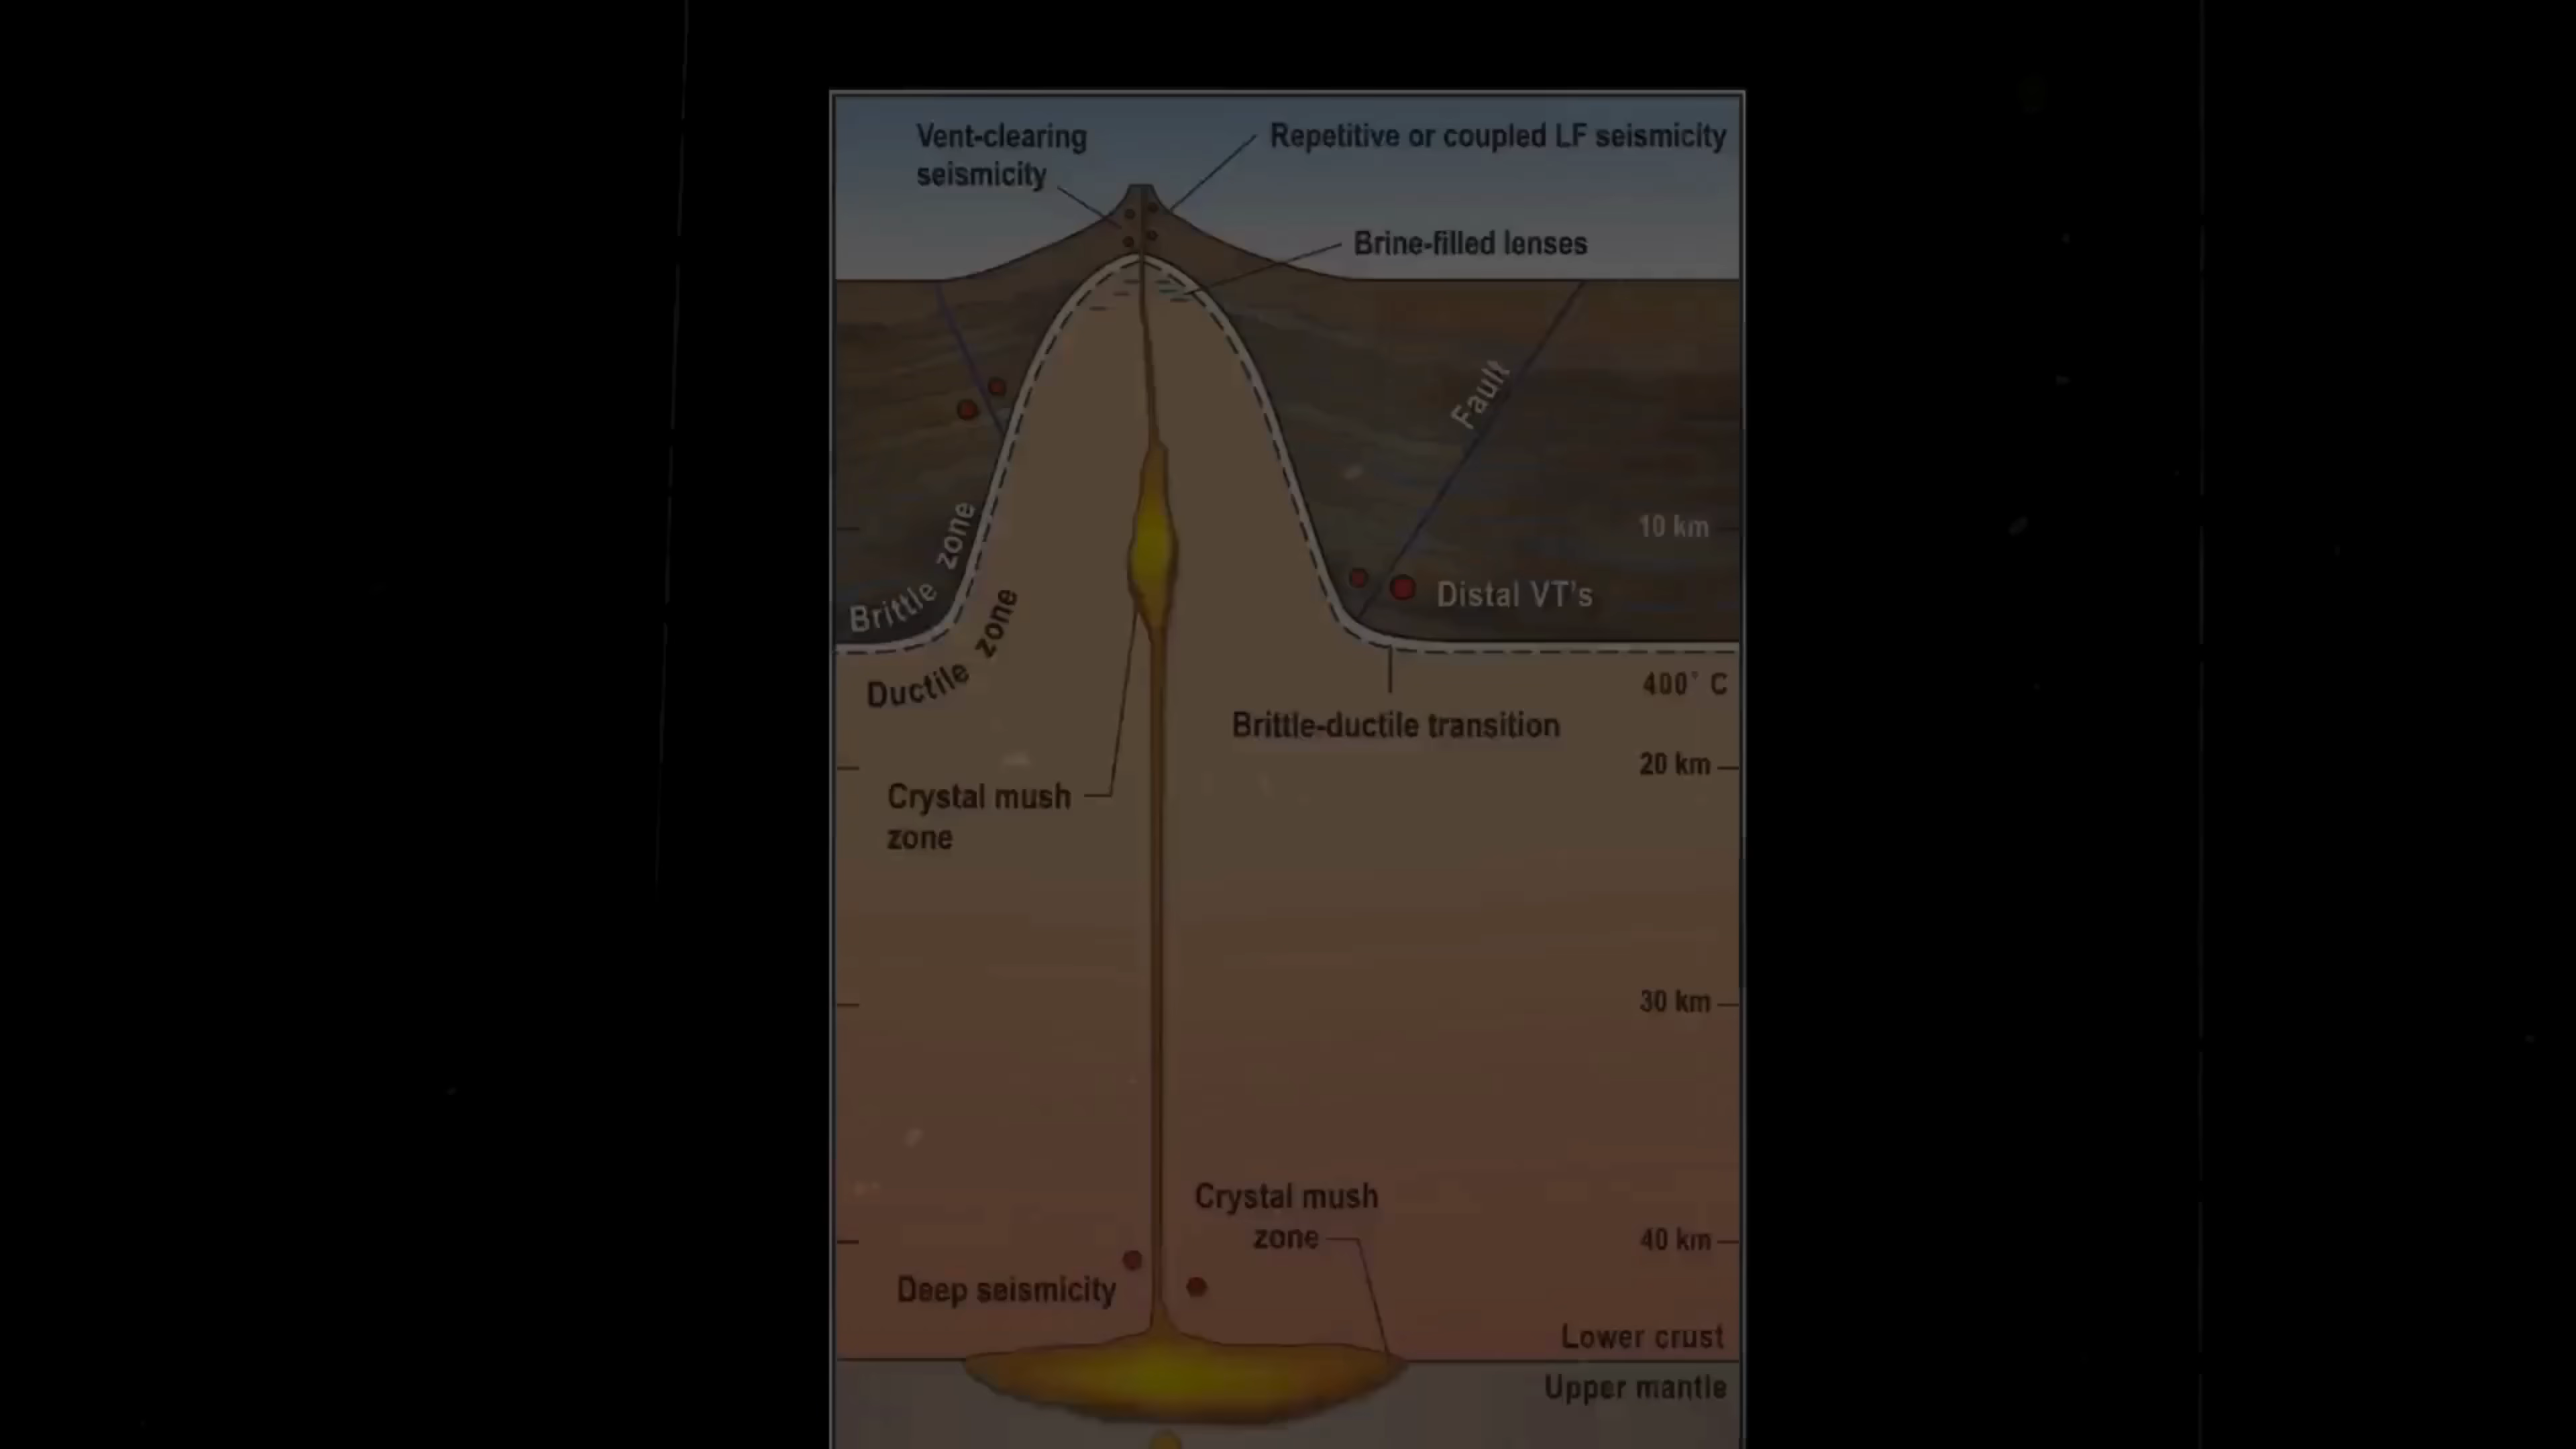 Vent-clearing
seismicity
Repetitive or coupled LF seismicity
Brine-filled lenses
Fault
10 km
Brittle zone
Distal VT's
Ductile zone
400° C
Brittle-ductile transition
20 km
Crystal mush
zone
30 km
Crystal mush
zone
40 km
Deep seismicity
Lower crust
Upper mantle